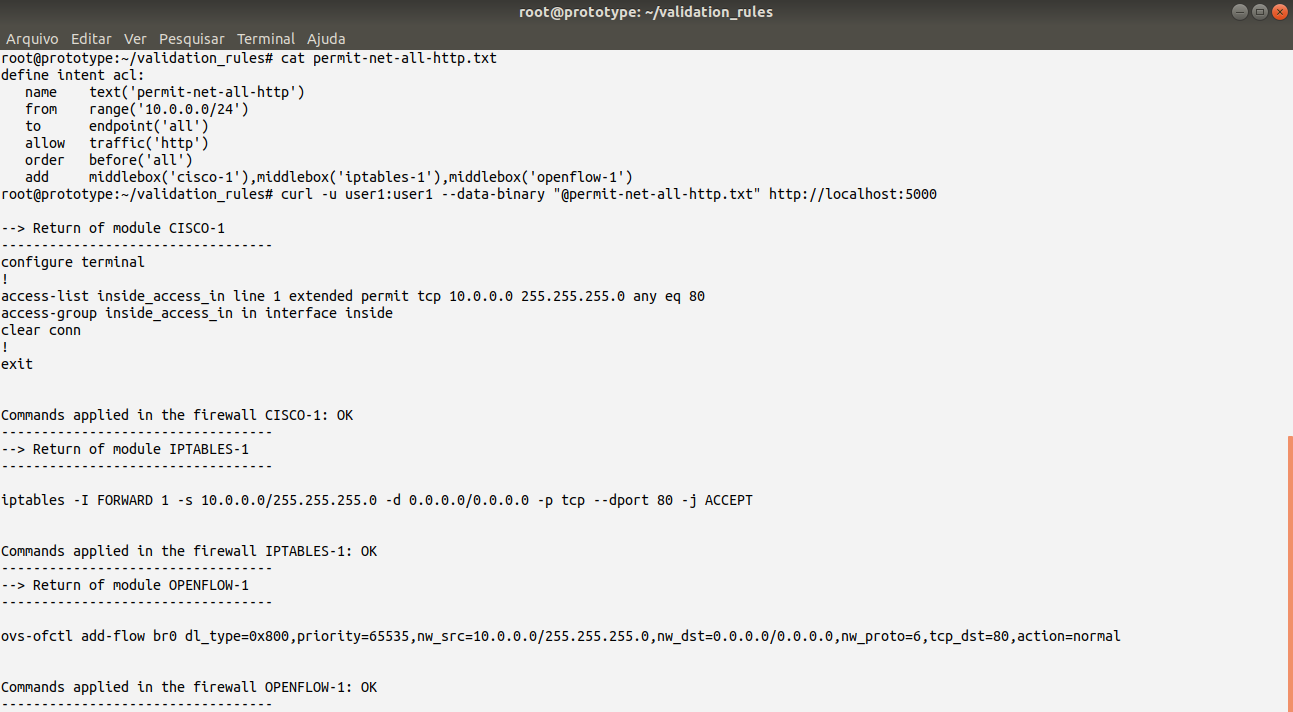 root@prototype: ~/validation_rules
Arquivo Editar Ver Pesquisar Terminal Ajuda
root@prototype:~/validation_rules# cat permit-net-all-http.txt
define intent acl:
   name    text('permit-net-all-http')
   from    range('10.0.0.0/24')
   to      endpoint('all')
   allow   traffic('http')
   order   before('all')
   add     middlebox('cisco-1'),middlebox('iptables-1'),middlebox('openflow-1')
root@prototype:~/validation_rules# curl -u user1:user1 --data-binary "@permit-net-all-http.txt" http://localhost:5000

--> Return of module CISCO-1
----------------------------------
configure terminal
!
access-list inside_access_in line 1 extended permit tcp 10.0.0.0 255.255.255.0 any eq 80
access-group inside_access_in in interface inside
clear conn
!
exit


Commands applied in the firewall CISCO-1: OK
----------------------------------
--> Return of module IPTABLES-1
----------------------------------

iptables -I FORWARD 1 -s 10.0.0.0/255.255.255.0 -d 0.0.0.0/0.0.0.0 -p tcp --dport 80 -j ACCEPT


Commands applied in the firewall IPTABLES-1: OK
----------------------------------
--> Return of module OPENFLOW-1
----------------------------------

ovs-ofctl add-flow br0 dl_type=0x800,priority=65535,nw_src=10.0.0.0/255.255.255.0,nw_dst=0.0.0.0/0.0.0.0,nw_proto=6,tcp_dst=80,action=normal


Commands applied in the firewall OPENFLOW-1: OK
----------------------------------